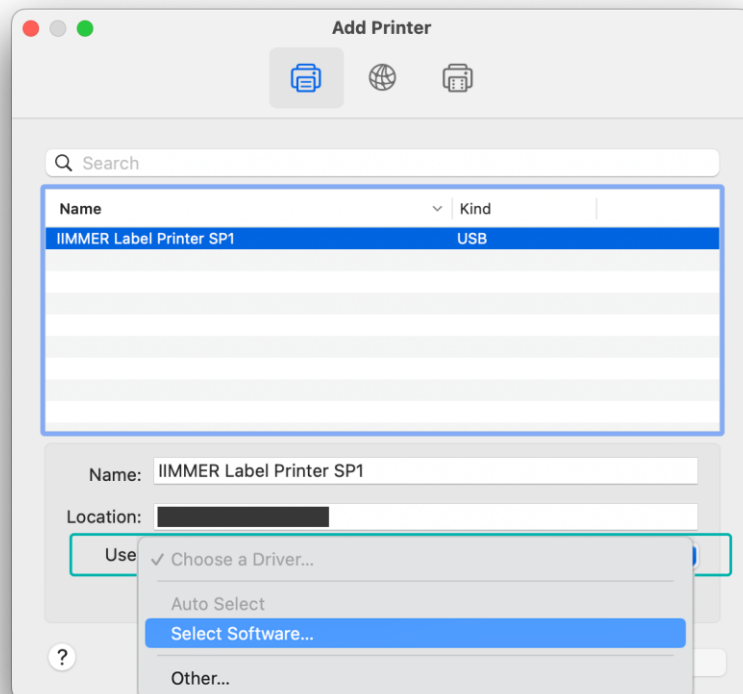 Add Printer
Search
Name Kind
IIMMER Label Printer SP1 USB
Name: IIMMER Label Printer SP1
Location:
Use
✓ Choose a Driver...
Auto Select
Select Software...
? 
Other...